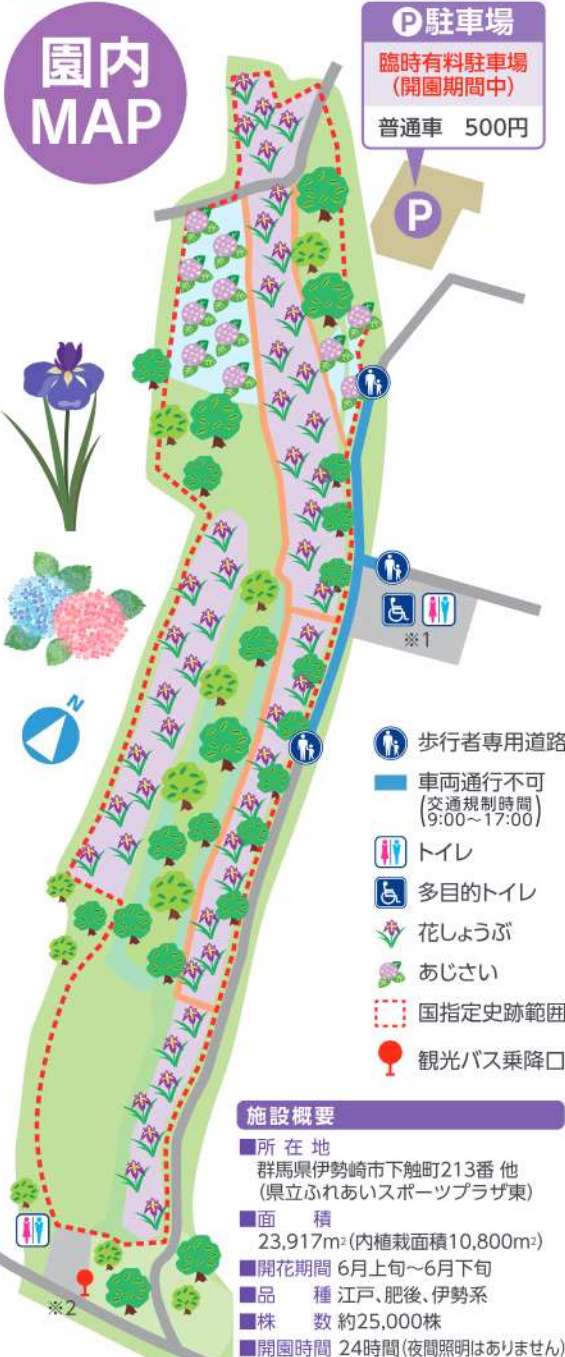 園内
MAP
P駐車場
臨時有料駐車場
(開園期間中)
普通車 500円
P
※1
N
歩行者専用道路
車両通行不可
(交通規制時間
9:00～17:00)
トイレ
多目的トイレ
花しょうぶ
あじさい
国指定史跡範囲
観光バス乗降口
※2
施設概要
■所在地
群馬県伊勢崎市下触町213番 他
(県立ふれあいスポーツプラザ東)
■面 積
23,917m²(内植栽面積10,800m²)
■開花期間 6月上旬～6月下旬
■品 種 江戸、肥後、伊勢系
■株 数 約25,000株
■開園時間 24時間(夜間照明はありません)